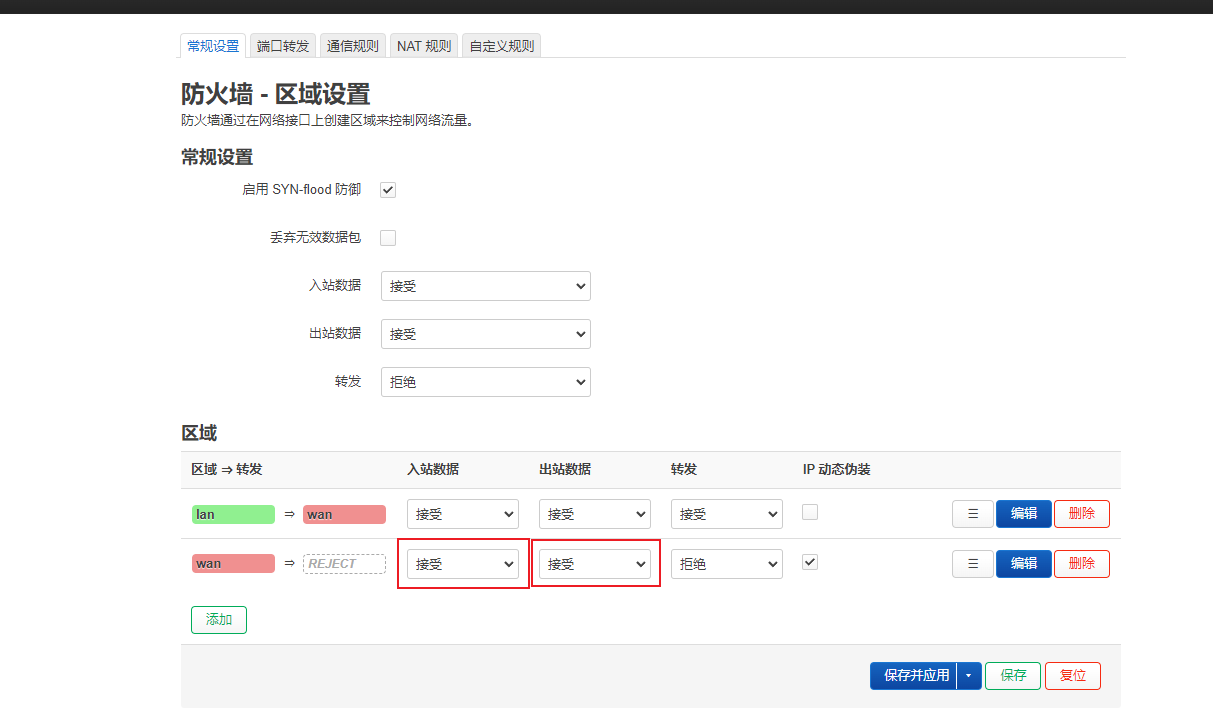 常规设置 端口转发 通信规则 NAT 规则 自定义规则
防火墙 - 区域设置
防火墙通过在网络接口上创建区域来控制网络流量。
常规设置
启用 SYN-flood 防御
丢弃无效数据包
入站数据 接受
出站数据 接受
转发 拒绝
区域
区域 ⇒ 转发 入站数据 出站数据 转发 IP 动态伪装
lan ⇒ wan 接受 接受 接受 ☰ 编辑 删除
wan ⇒ REJECT 接受 接受 拒绝 ☰ 编辑 删除
添加
保存并应用 保存 复位